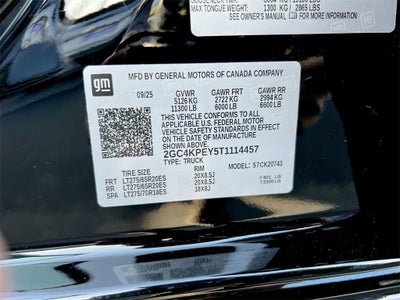 MAX TONGUE WEIGHT: 1300 KG 2865 LBS
SEE OWNER'S MANUAL
gm
MFD BY GENERAL MOTORS OF CANADA COMPANY
09/25 GVWR GAWR FRT GAWR RR
5126 KG 2722 KG 2994 KG
11300 LB 6000 LB 6600 LB
THIS VEHICLE CONFORMS TO ALL APPLICABLE
U.S. FEDERAL MOTOR VEHICLE SAFETY
STANDARDS IN EFFECT ON THE DATE OF
MANUFACTURE SHOWN ABOVE.
2GC4KPEY5T1114457
TYPE: TRUCK
MODEL: S7CK20743
TIRE SIZE RIM
FRT LT275/65R20ES 20X8.5J
RR LT275/65R20ES 20X8.5J
SPA: LT275/70R18ES 18X8J